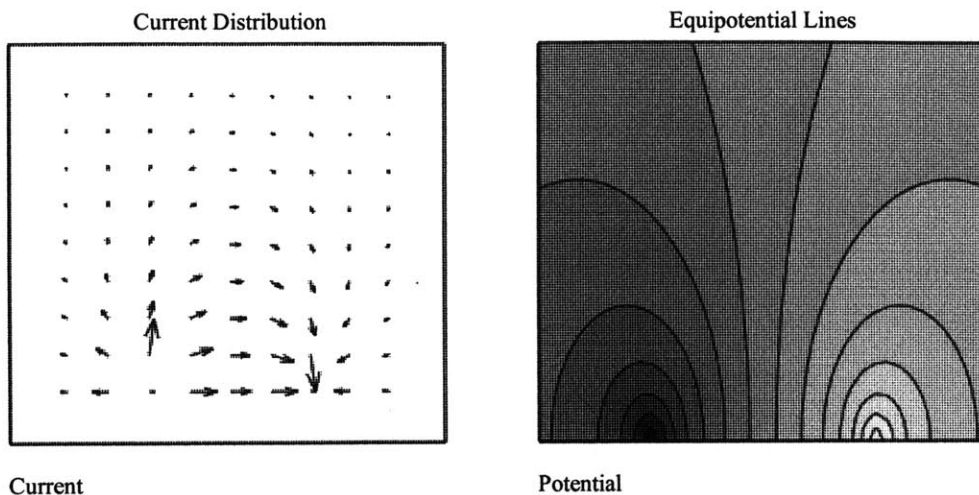 Current Distribution
Equipotential Lines
Current
Potential